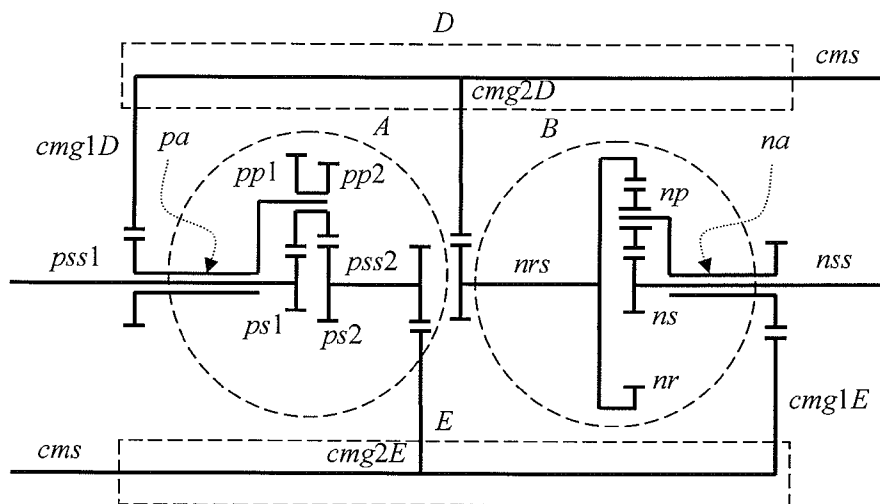 D
cms
cmg2D
A
B
cmg1D
pa
na
pp1
pp2
np
pss1
pss2
nrs
nss
ps1
ps2
ns
nr
cmg1E
E
cms
cmg2E